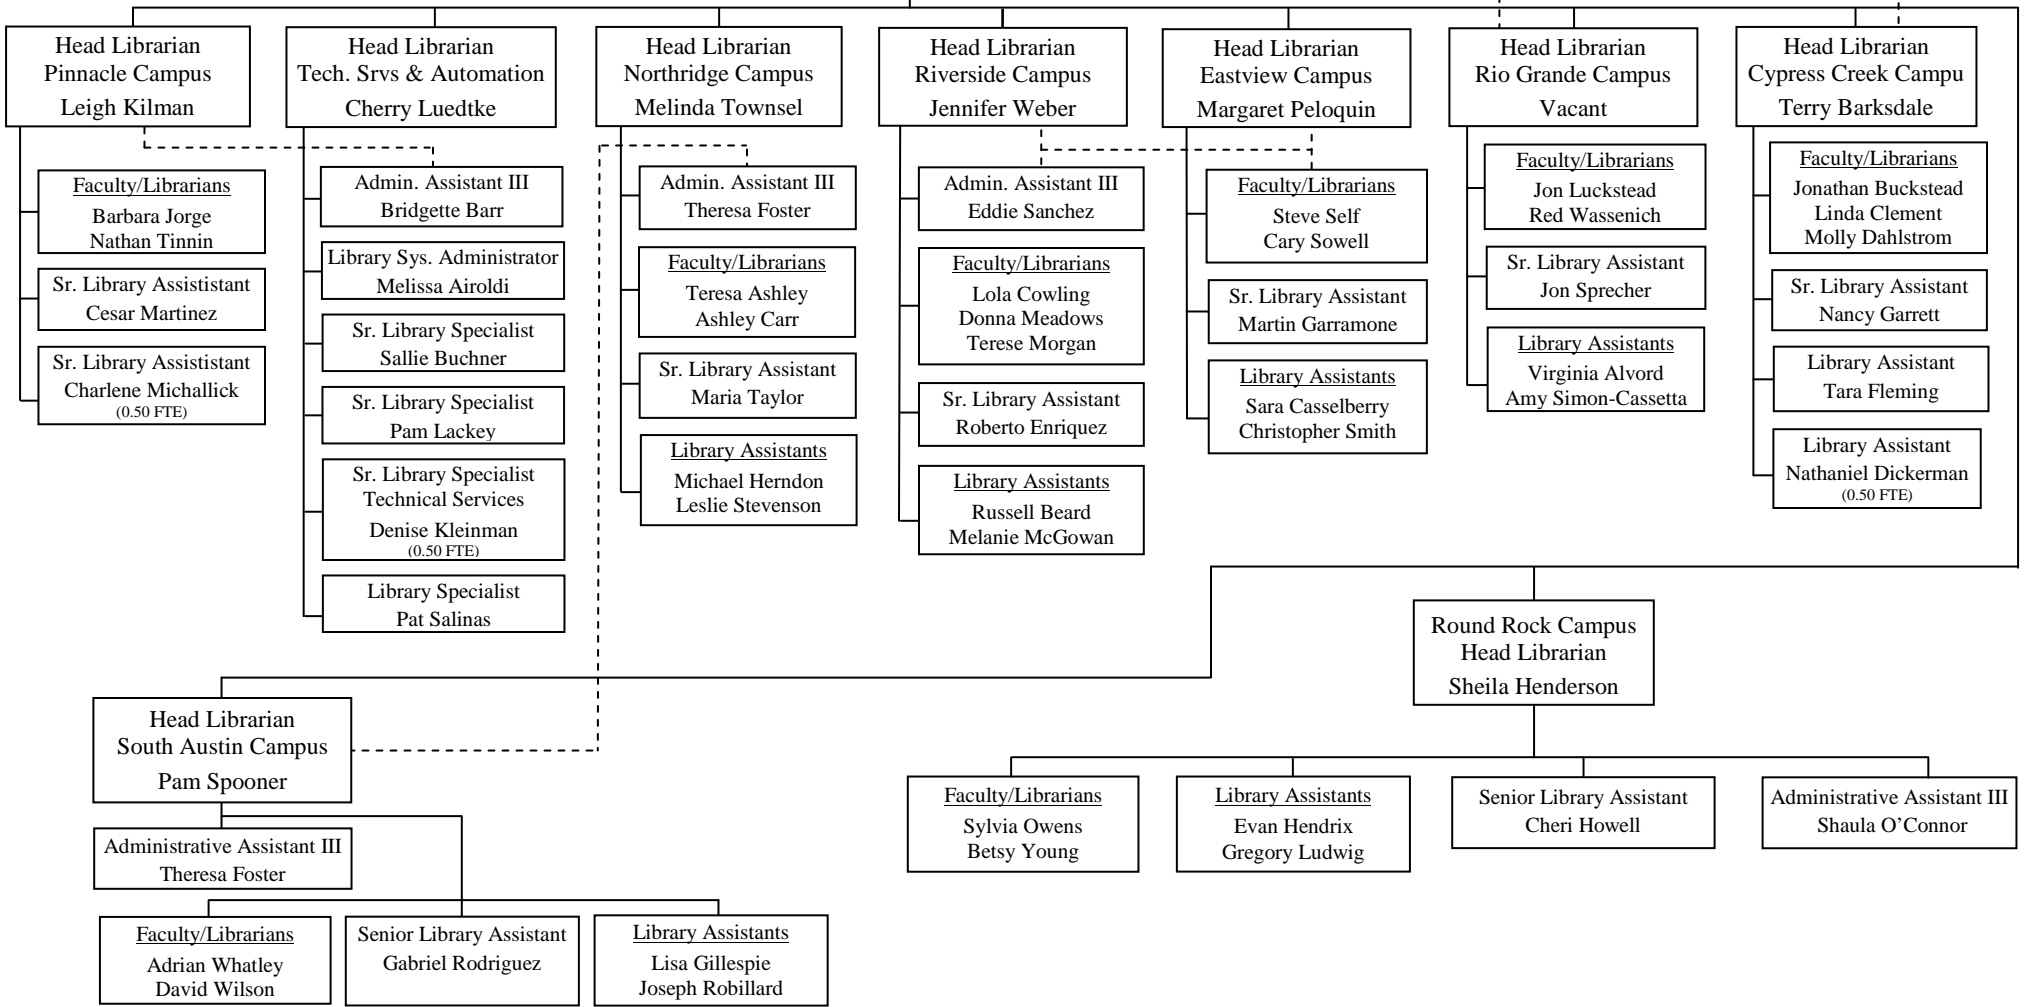 Head Librarian
Pinnacle Campus
Leigh Kilman
Faculty/Librarians
Barbara Jorge
Nathan Tinnin
Sr. Library Assististant
Cesar Martinez
Sr. Library Assististant
Charlene Michallick
(0.50 FTE)
Head Librarian
Tech. Srvs & Automation
Cherry Luedtke
Admin. Assistant III
Bridgette Barr
Library Sys. Administrator
Melissa Airoldi
Sr. Library Specialist
Sallie Buchner
Sr. Library Specialist
Pam Lackey
Sr. Library Specialist
Technical Services
Denise Kleinman
(0.50 FTE)
Library Specialist
Pat Salinas
Head Librarian
Northridge Campus
Melinda Townsel
Admin. Assistant III
Theresa Foster
Faculty/Librarians
Teresa Ashley
Ashley Carr
Sr. Library Assistant
Maria Taylor
Library Assistants
Michael Herndon
Leslie Stevenson
Head Librarian
Riverside Campus
Jennifer Weber
Admin. Assistant III
Eddie Sanchez
Faculty/Librarians
Lola Cowling
Donna Meadows
Terese Morgan
Sr. Library Assistant
Roberto Enriquez
Library Assistants
Russell Beard
Melanie McGowan
Head Librarian
Eastview Campus
Margaret Peloquin
Faculty/Librarians
Steve Self
Cary Sowell
Sr. Library Assistant
Martin Garramone
Library Assistants
Sara Casselberry
Christopher Smith
Head Librarian
Rio Grande Campus
Vacant
Faculty/Librarians
Jon Luckstead
Red Wassenich
Sr. Library Assistant
Jon Sprecher
Library Assistants
Virginia Alvord
Amy Simon-Cassetta
Head Librarian
Cypress Creek Campu
Terry Barksdale
Faculty/Librarians
Jonathan Buckstead
Linda Clement
Molly Dahlstrom
Sr. Library Assistant
Nancy Garrett
Library Assistant
Tara Fleming
Library Assistant
Nathaniel Dickerman
(0.50 FTE)
Round Rock Campus
Head Librarian
Sheila Henderson
Faculty/Librarians
Sylvia Owens
Betsy Young
Library Assistants
Evan Hendrix
Gregory Ludwig
Senior Library Assistant
Cheri Howell
Administrative Assistant III
Shaula O’Connor
Head Librarian
South Austin Campus
Pam Spooner
Administrative Assistant III
Theresa Foster
Faculty/Librarians
Adrian Whatley
David Wilson
Senior Library Assistant
Gabriel Rodriguez
Library Assistants
Lisa Gillespie
Joseph Robillard